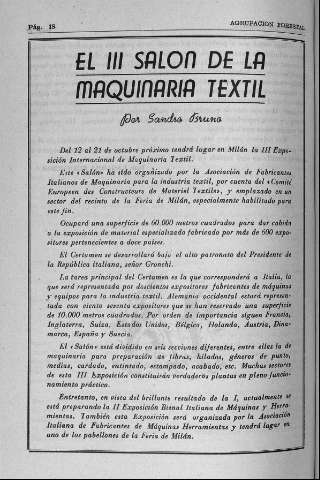 Pág. 18
AGRUPACION FORESTAL
EL III SALON DE LA
MAQUINARIA TEXTIL
Por Sandro Bruno
Del 12 al 21 de octubre próximo tendrá lugar en Milán la III Expo-
sición Internacional de Maquinaria Textil.
Este «Salón» ha sido organizado por la Asociación de Fabricantes
Italianos de Maquinaria para la industria textil, por cuenta del «Comité
Europeen des Constructeurs de Material Textil», y emplazado en un
sector del recinto de la Feria de Milán, especialmente habilitado para
este fin.
Ocupará una superficie de 60.000 metros cuadrados para dar cabida
a la exposición de material especializado fabricado por más de 600 expo-
sitores pertenecientes a doce países.
El Certamen se desarrollará bajo el alto patronato del Presidente de
la República italiana, señor Gronchi.
La tarea principal del Certamen es la que corresponderá a Italia, la
que será representada por doscientos expositores fabricantes de máquinas
y equipos para la industria textil. Alemania occidental estará represen-
tada con ciento sesenta expositores que se han reservado una superficie
de 10.000 metros cuadrados. Por orden de importancia siguen Francia,
Inglaterra, Suiza, Estados Unidos, Bélgica, Holanda, Austria, Dina-
marca, España y Suecia.
El «Salón» está dividido en seis secciones diferentes, entre ellas la de
maquinaria para preparación de fibras, hilados, géneros de punto,
medias, cardado, entintado, estampado, acabado, etc. Muchos sectores
de esta III Exposición constituirán verdaderas plantas en pleno funcio-
namiento práctico.
Entretanto, en vista del brillante resultado de la I, actualmente se
está preparando la II Exposición Bienal Italiana de Máquinas y Herra-
mientas. También esta Exposición será organizada por la Asociación
Italiana de Fabricantes de Máquinas Herramientas y tendrá lugar en
uno de los pabellones de la Feria de Milán.